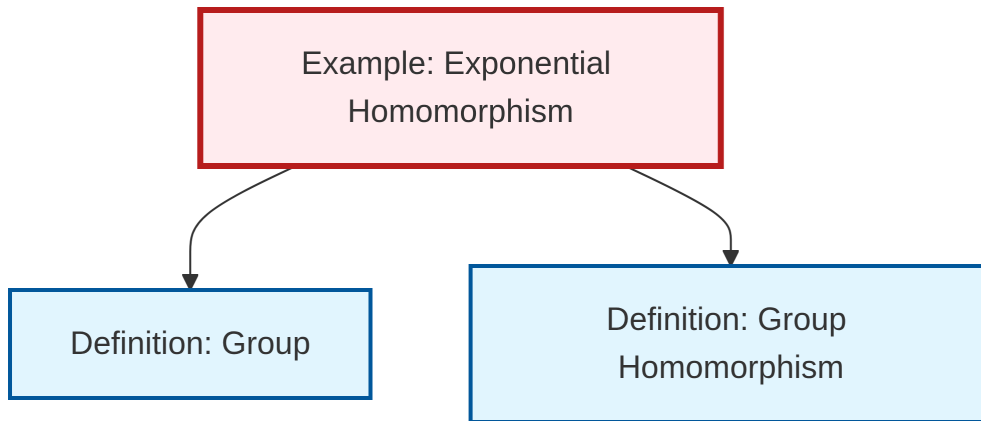 Example: Exponential
Homomorphism
Definition: Group
Definition: Group
Homomorphism